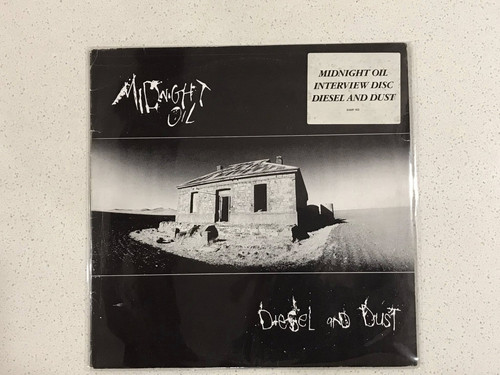 MIDNIGHT
OIL
MIDNIGHT OIL
INTERVIEW DISC
DIESEL AND DUST
DIESEL AND DUST